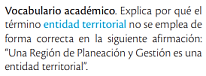 Vocabulario académico. Explica por qué el
término entidad territorial no se emplea de
forma correcta en la siguiente afirmación:
“Una Región de Planeación y Gestión es una
entidad territorial”.